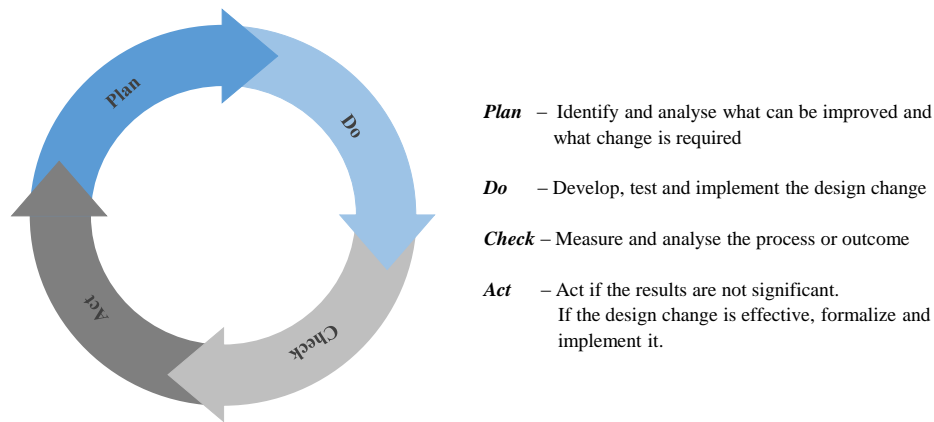 Plan
Do
Check
Act
Plan – Identify and analyse what can be improved and
what change is required
Do – Develop, test and implement the design change
Check – Measure and analyse the process or outcome
Act – Act if the results are not significant.
If the design change is effective, formalize and
implement it.